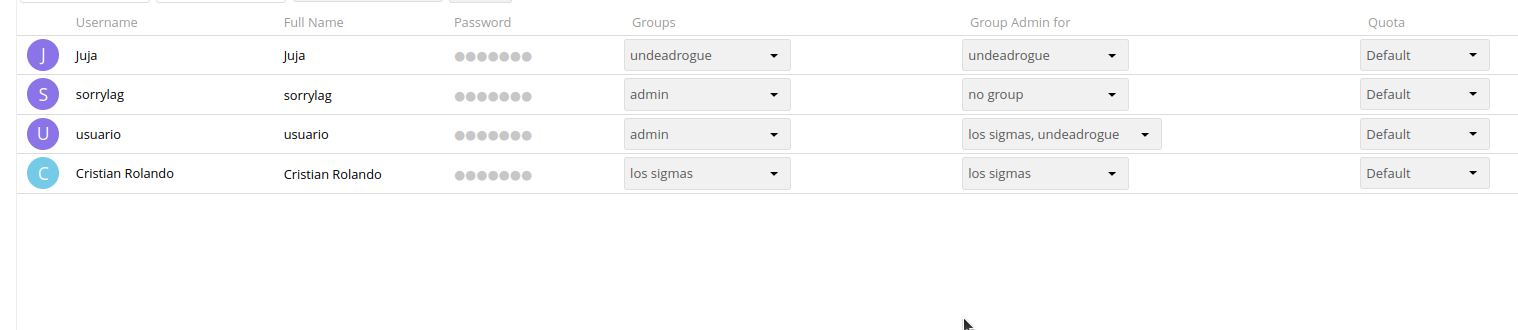 Username Full Name Password Groups Group Admin for Quota
J Juja Juja undeadrogue undeadrogue Default
S sorrylag sorrylag admin no group Default
U usuario usuario admin los sigmas, undeadrogue Default
C Cristian Rolando Cristian Rolando los sigmas los sigmas Default